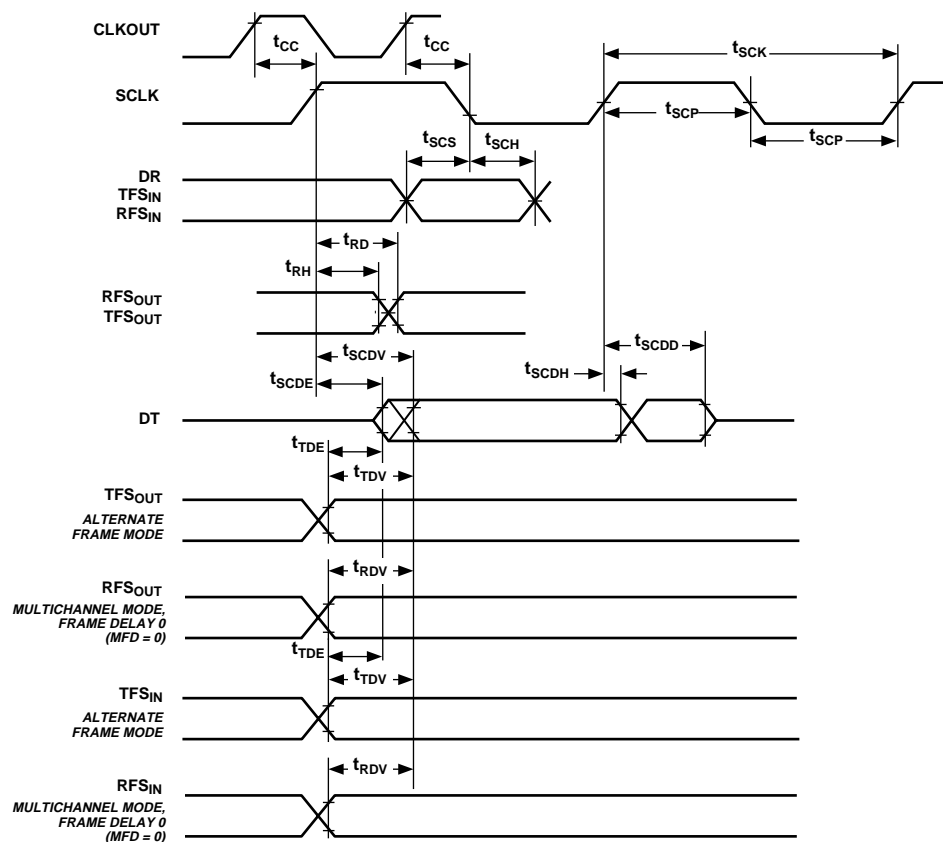 CLKOUT
tCC
tCC
tSCK
SCLK
tSCP
tSCP
tSCS
tSCH
DR
TFSIN
RFSIN
tRD
tRH
RFSOUT
TFSOUT
tSCDV
tSCDD
tSCDH
tSCDE
DT
tTDE
tTDV
TFSOUT
ALTERNATE
FRAME MODE
tRDV
RFSOUT
MULTICHANNEL MODE,
FRAME DELAY 0
(MFD = 0)
tTDE
tTDV
TFSIN
ALTERNATE
FRAME MODE
tRDV
RFSIN
MULTICHANNEL MODE,
FRAME DELAY 0
(MFD = 0)